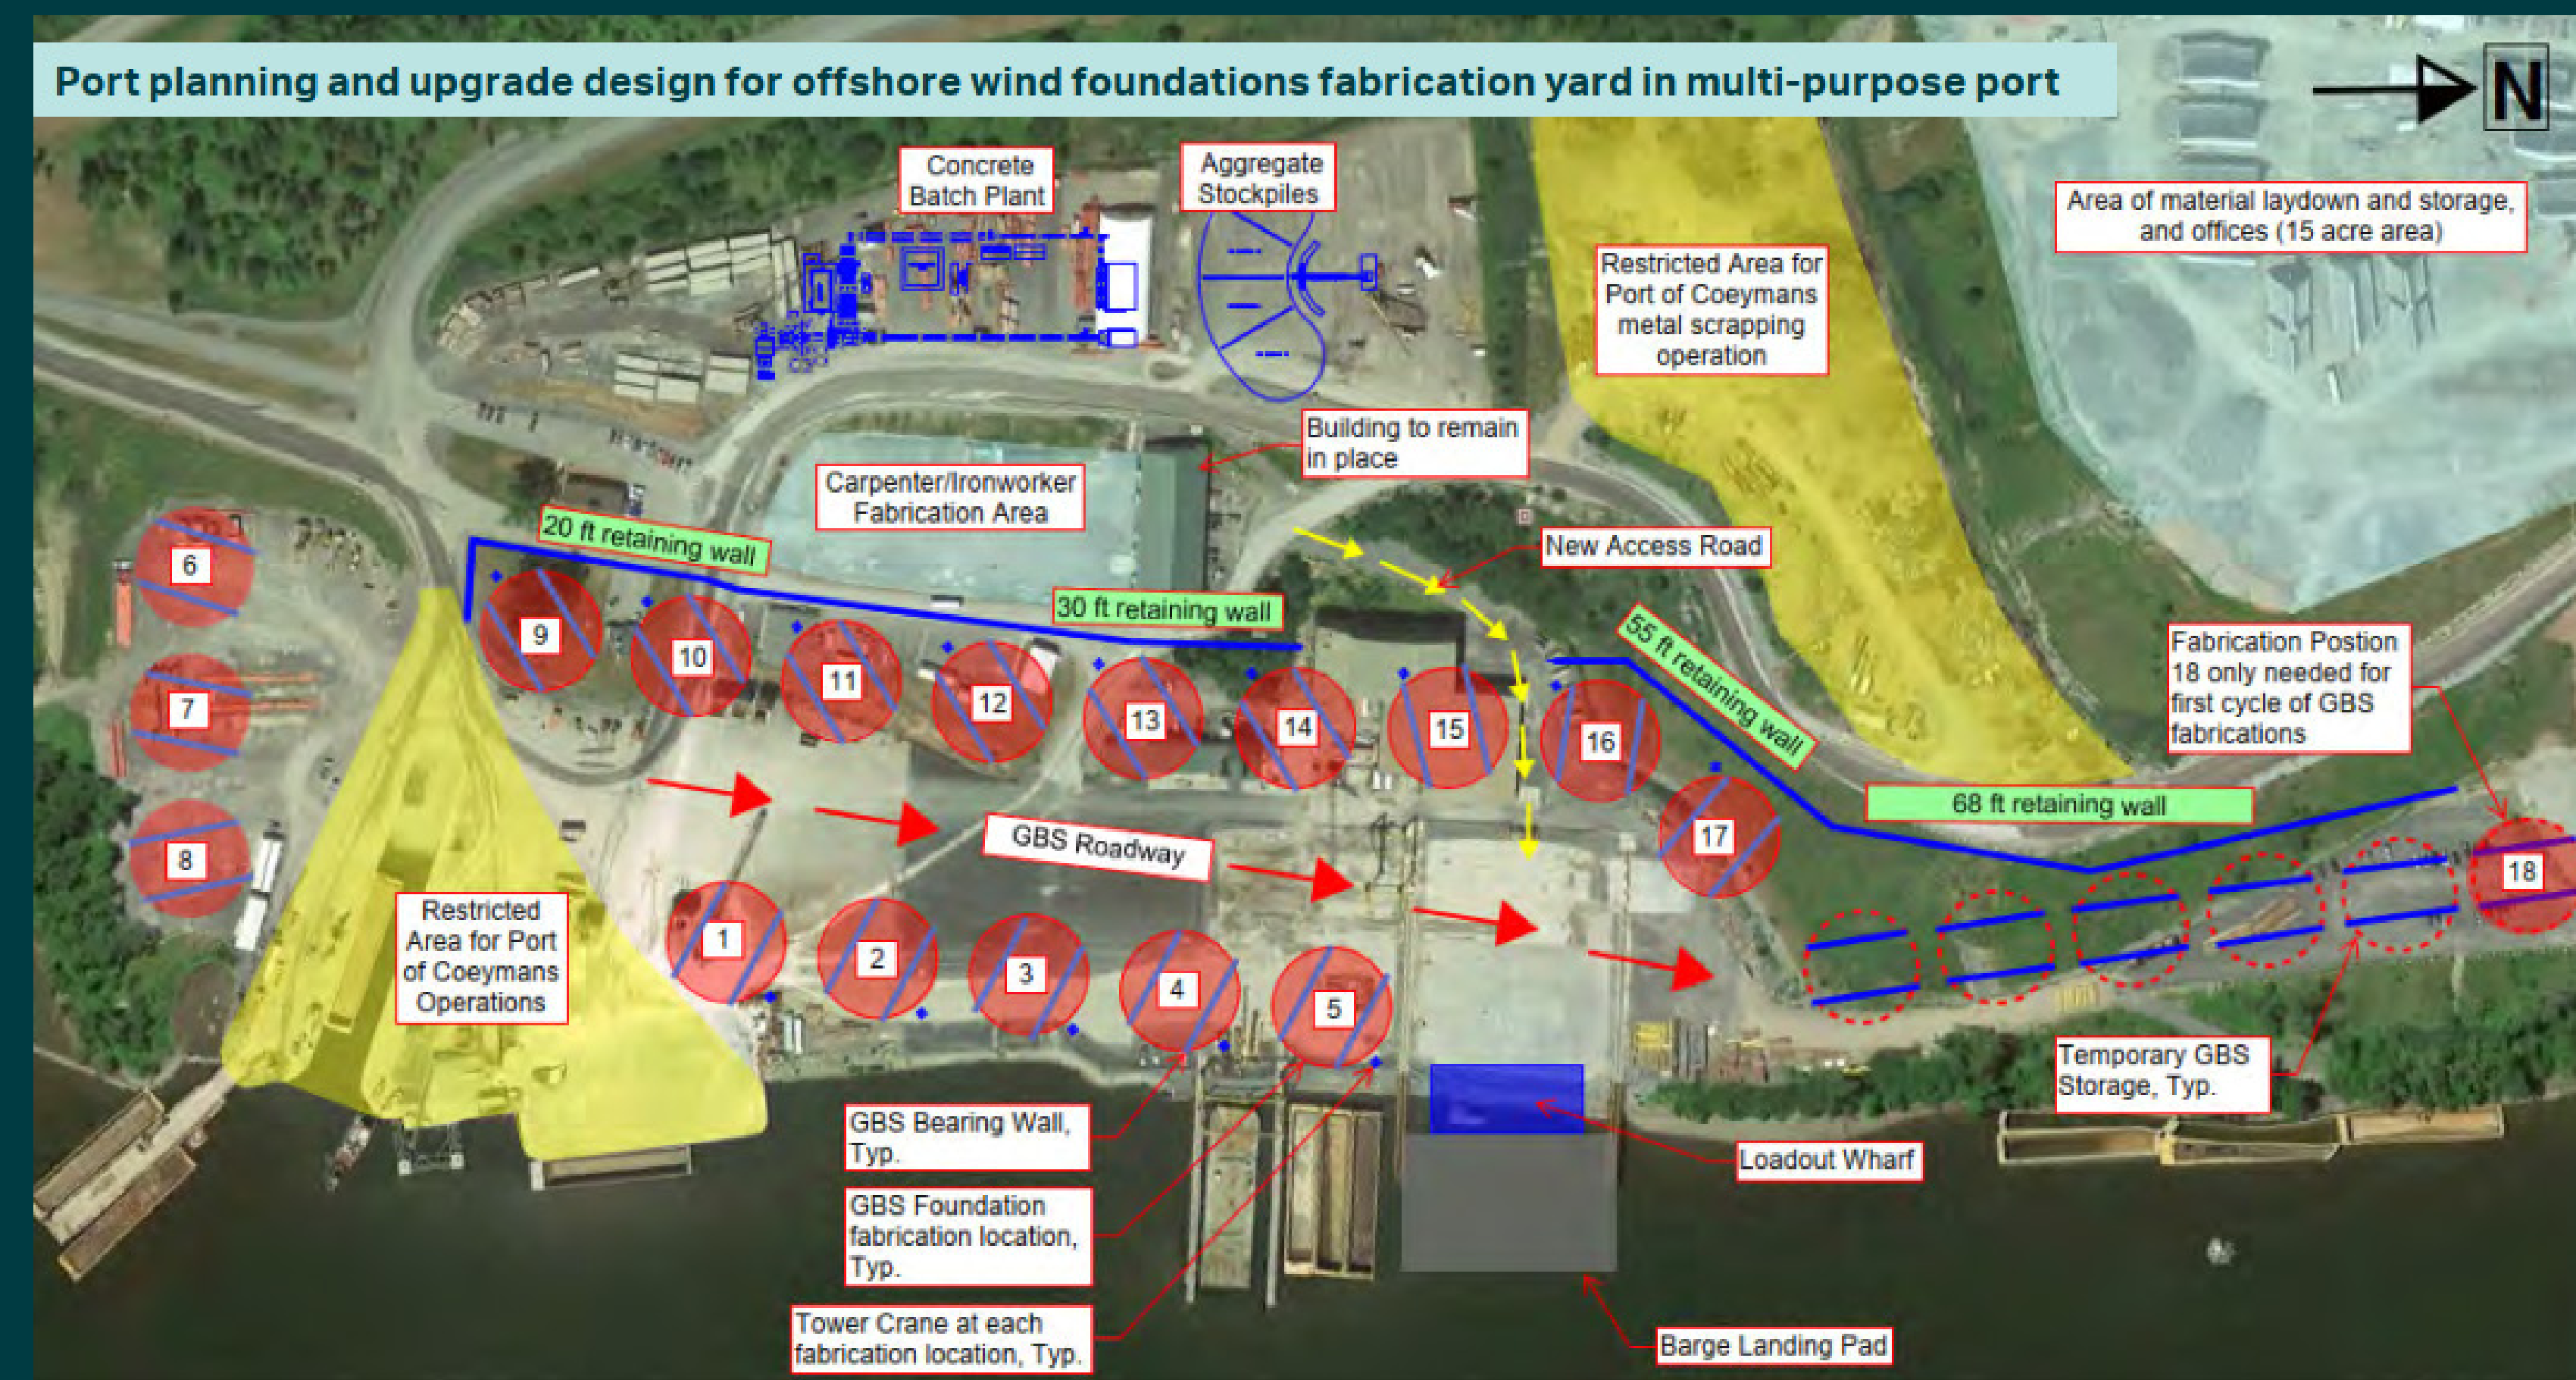 Port planning and upgrade design for offshore wind foundations fabrication yard in multi-purpose port
N
Concrete
Batch Plant
Aggregate
Stockpiles
Area of material laydown and storage,
and offices (15 acre area)
Restricted Area for
Port of Coeymans
metal scrapping
operation
Building to remain
in place
Carpenter/Ironworker
Fabrication Area
20 ft retaining wall
30 ft retaining wall
New Access Road
55 ft retaining wall
Fabrication Postion
18 only needed for
first cycle of GBS
fabrications
68 ft retaining wall
6
7
8
9
10
11
12
13
14
15
16
17
18
GBS Roadway
1
2
3
4
5
Restricted
Area for Port
of Coeymans
Operations
Temporary GBS
Storage, Typ.
GBS Bearing Wall,
Typ.
Loadout Wharf
GBS Foundation
fabrication location,
Typ.
Tower Crane at each
fabrication location, Typ.
Barge Landing Pad